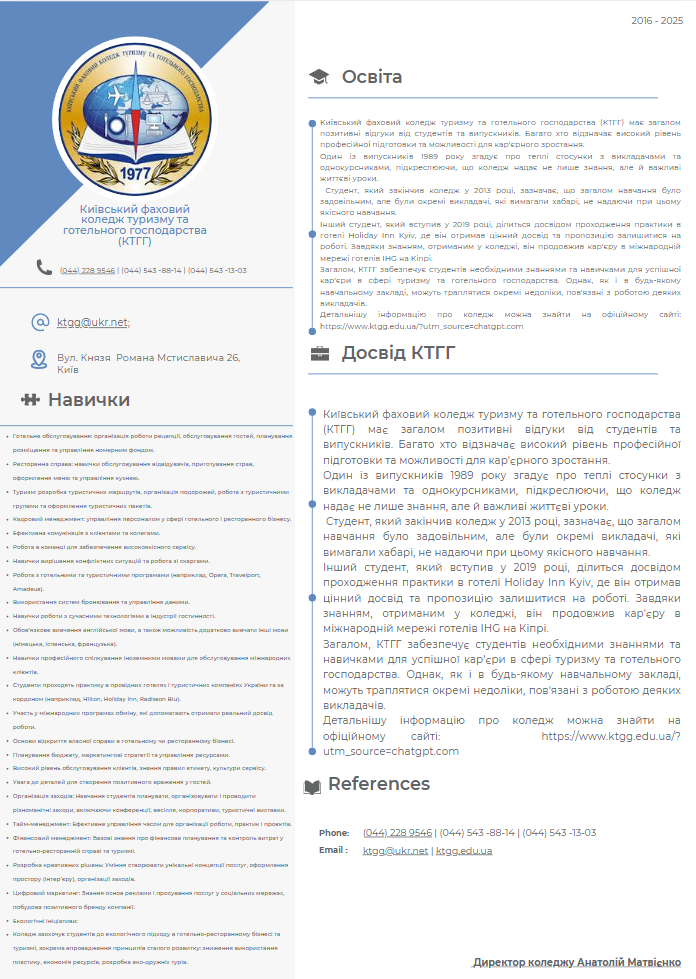 2016 - 2025
КИЇВСЬКИЙ ФАХОВИЙ КОЛЕДЖ ТУРИЗМУ ТА ГОТЕЛЬНОГО ГОСПОДАРСТВА
1977
Київський фаховий
коледж туризму та
готельного господарства
(КТГГ)
(044) 228 9546 | (044) 543 -88-14 | (044) 543 -13-03
ktgg@ukr.net;
Вул. Князя Романа Мстиславича 26,
Київ
Навички
• Готельне обслуговування: організація роботи рецепції, обслуговування гостей, планування
розміщення та управління номерним фондом.
• Ресторанна справа: навички обслуговування відвідувачів, приготування страв,
оформлення меню та управління кухнею.
• Туризм: розробка туристичних маршрутів, організація подорожей, робота з туристичними
групами та оформлення туристичних пакетів.
• Кадровий менеджмент: управління персоналом у сфері готельного і ресторанного бізнесу.
• Ефективна комунікація з клієнтами та колегами.
• Робота в команді для забезпечення високоякісного сервісу.
• Навички вирішення конфліктних ситуацій та робота зі скаргами.
• Робота з готельними та туристичними програмами (наприклад, Opera, Travelport,
Amadeus).
• Використання систем бронювання та управління даними.
• Навички роботи з сучасними технологіями в індустрії гостинності.
• Обов'язкове вивчення англійської мови, а також можливість додатково вивчати інші мови
(німецька, іспанська, французька).
• Навички професійного спілкування іноземними мовами для обслуговування міжнародних
клієнтів.
• Студенти проходять практику в провідних готелях і туристичних компаніях України та за
кордоном (наприклад, Hilton, Holiday Inn, Radisson Blu).
• Участь у міжнародних програмах обміну, які допомагають отримати реальний досвід
роботи.
• Основи відкриття власної справи в готельному чи ресторанному бізнесі.
• Планування бюджету, маркетингові стратегії та управління ресурсами.
• Високий рівень обслуговування клієнтів, знання правил етикету, культури сервісу.
• Увага до деталей для створення позитивного враження у гостей.
• Організація заходів: Навчання студентів планувати, організовувати і проводити
різноманітні заходи, включаючи конференції, весілля, корпоративи, туристичні виставки.
• Тайм-менеджмент: Ефективне управління часом для організації роботи, практик і проектів.
• Фінансовий менеджмент: Базові знання про фінансове планування та контроль витрат у
готельно-ресторанній справі та туризмі.
• Розробка креативних рішень: Уміння створювати унікальні концепції послуг, оформлення
простору (інтер'єру), організації заходів.
• Цифровий маркетинг: Знання основ реклами і просування послуг у соціальних мережах,
побудова позитивного бренду компанії.
• Екологічні ініціативи:
• Коледж заохочує студентів до екологічного підходу в готельно-ресторанному бізнесі та
туризмі, зокрема впровадження принципів сталого розвитку: зниження використання
пластику, економія ресурсів, розробка еко-дружніх турів.
Освіта
Київський фаховий коледж туризму та готельного господарства (КТГГ) має загалом
позитивні відгуки від студентів та випускників. Багато хто відзначає високий рівень
професійної підготовки та можливості для кар'єрного зростання.
Один із випускників 1989 року згадує про теплі стосунки з викладачами та
однокурсниками, підкреслюючи, що коледж надає не лише знання, але й важливі
життєві уроки.
Студент, який закінчив коледж у 2013 році, зазначає, що загалом навчання було
задовільним, але були окремі викладачі, які вимагали хабарі, не надаючи при цьому
якісного навчання.
Інший студент, який вступив у 2019 році, ділиться досвідом проходження практики в
готелі Holiday Inn Kyiv, де він отримав цінний досвід та пропозицію залишитися на
роботі. Завдяки знанням, отриманим у коледжі, він продовжив кар'єру в міжнародній
мережі готелів IHG на Кіпрі.
Загалом, КТГГ забезпечує студентів необхідними знаннями та навичками для успішної
кар'єри в сфері туризму та готельного господарства. Однак, як і в будь-якому
навчальному закладі, можуть траплятися окремі недоліки, пов'язані з роботою деяких
викладачів.
Детальнішу інформацію про коледж можна знайти на офіційному сайті:
https://www.ktgg.edu.ua/?utm_source=chatgpt.com
Досвід КТГГ
Київський фаховий коледж туризму та готельного господарства
(КТГГ) має загалом позитивні відгуки від студентів та
випускників. Багато хто відзначає високий рівень професійної
підготовки та можливості для кар'єрного зростання.
Один із випускників 1989 року згадує про теплі стосунки з
викладачами та однокурсниками, підкреслюючи, що коледж
надає не лише знання, але й важливі життєві уроки.
Студент, який закінчив коледж у 2013 році, зазначає, що загалом
навчання було задовільним, але були окремі викладачі, які
вимагали хабарі, не надаючи при цьому якісного навчання.
Інший студент, який вступив у 2019 році, ділиться досвідом
проходження практики в готелі Holiday Inn Kyiv, де він отримав
цінний досвід та пропозицію залишитися на роботі. Завдяки
знанням, отриманим у коледжі, він продовжив кар'єру в
міжнародній мережі готелів IHG на Кіпрі.
Загалом, КТГГ забезпечує студентів необхідними знаннями та
навичками для успішної кар'єри в сфері туризму та готельного
господарства. Однак, як і в будь-якому навчальному закладі,
можуть траплятися окремі недоліки, пов'язані з роботою деяких
викладачів.
Детальнішу інформацію про коледж можна знайти на
офіційному сайті: https://www.ktgg.edu.ua/?
utm_source=chatgpt.com
References
Phone: (044) 228 9546 | (044) 543 -88-14 | (044) 543 -13-03
Email : ktgg@ukr.net | ktgg.edu.ua
Директор коледжу Анатолій Матвієнко